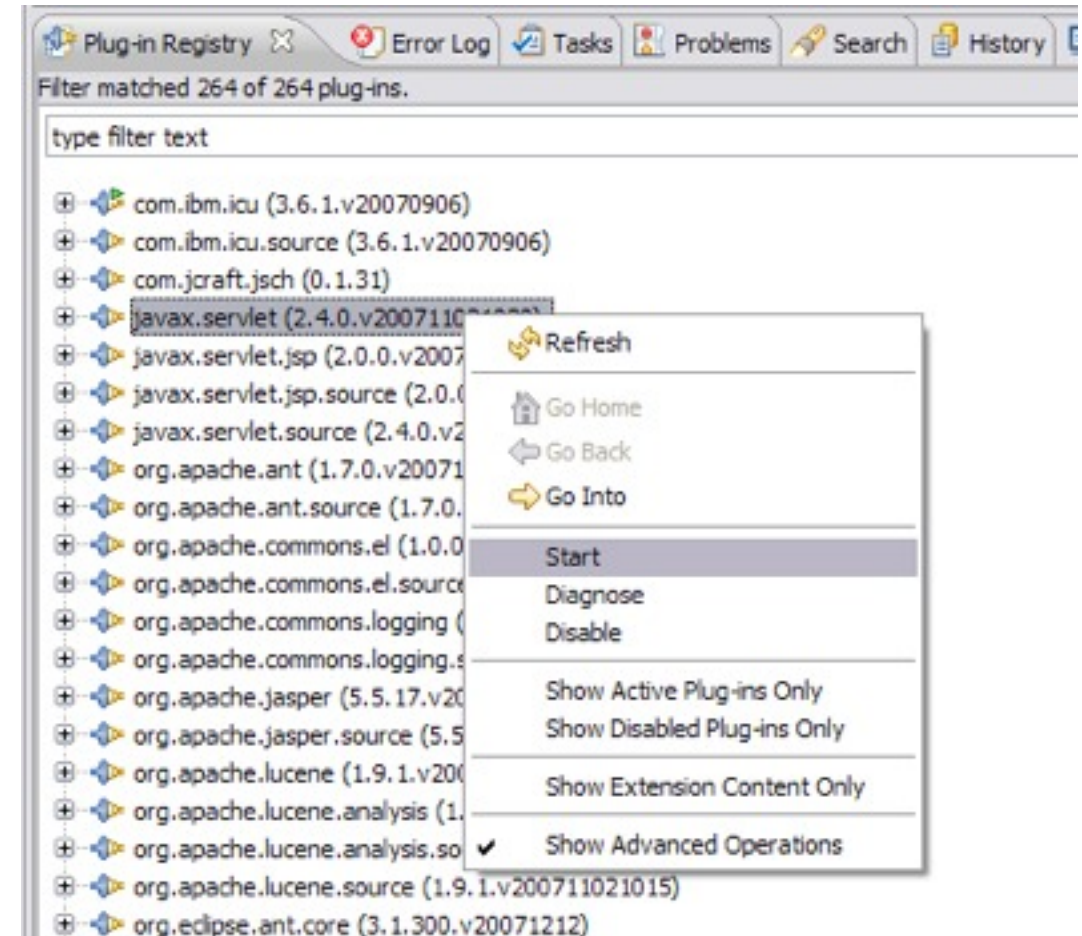 Plug-in Registry Error Log Tasks Problems Search History
Filter matched 264 of 264 plug-ins.
type filter text
com.ibm.icu (3.6.1.v20070906)
com.ibm.icu.source (3.6.1.v20070906)
com.jcraft.jsch (0.1.31)
javax.servlet (2.4.0.v2007110
javax.servlet.jsp (2.0.0.v2007
javax.servlet.jsp.source (2.0.0
javax.servlet.source (2.4.0.v2
org.apache.ant (1.7.0.v20071
org.apache.ant.source (1.7.0.
org.apache.commons.el (1.0.0
org.apache.commons.el.source
org.apache.commons.logging (
org.apache.commons.logging.s
org.apache.jasper (5.5.17.v20
org.apache.jasper.source (5.5
org.apache.lucene (1.9.1.v200
org.apache.lucene.analysis (1.
org.apache.lucene.analysis.so
org.apache.lucene.source (1.9.1.v200711021015)
org.eclipse.ant.core (3.1.300.v20071212)
Refresh
Go Home
Go Back
Go Into
Start
Diagnose
Disable
Show Active Plug-ins Only
Show Disabled Plug-ins Only
Show Extension Content Only
Show Advanced Operations